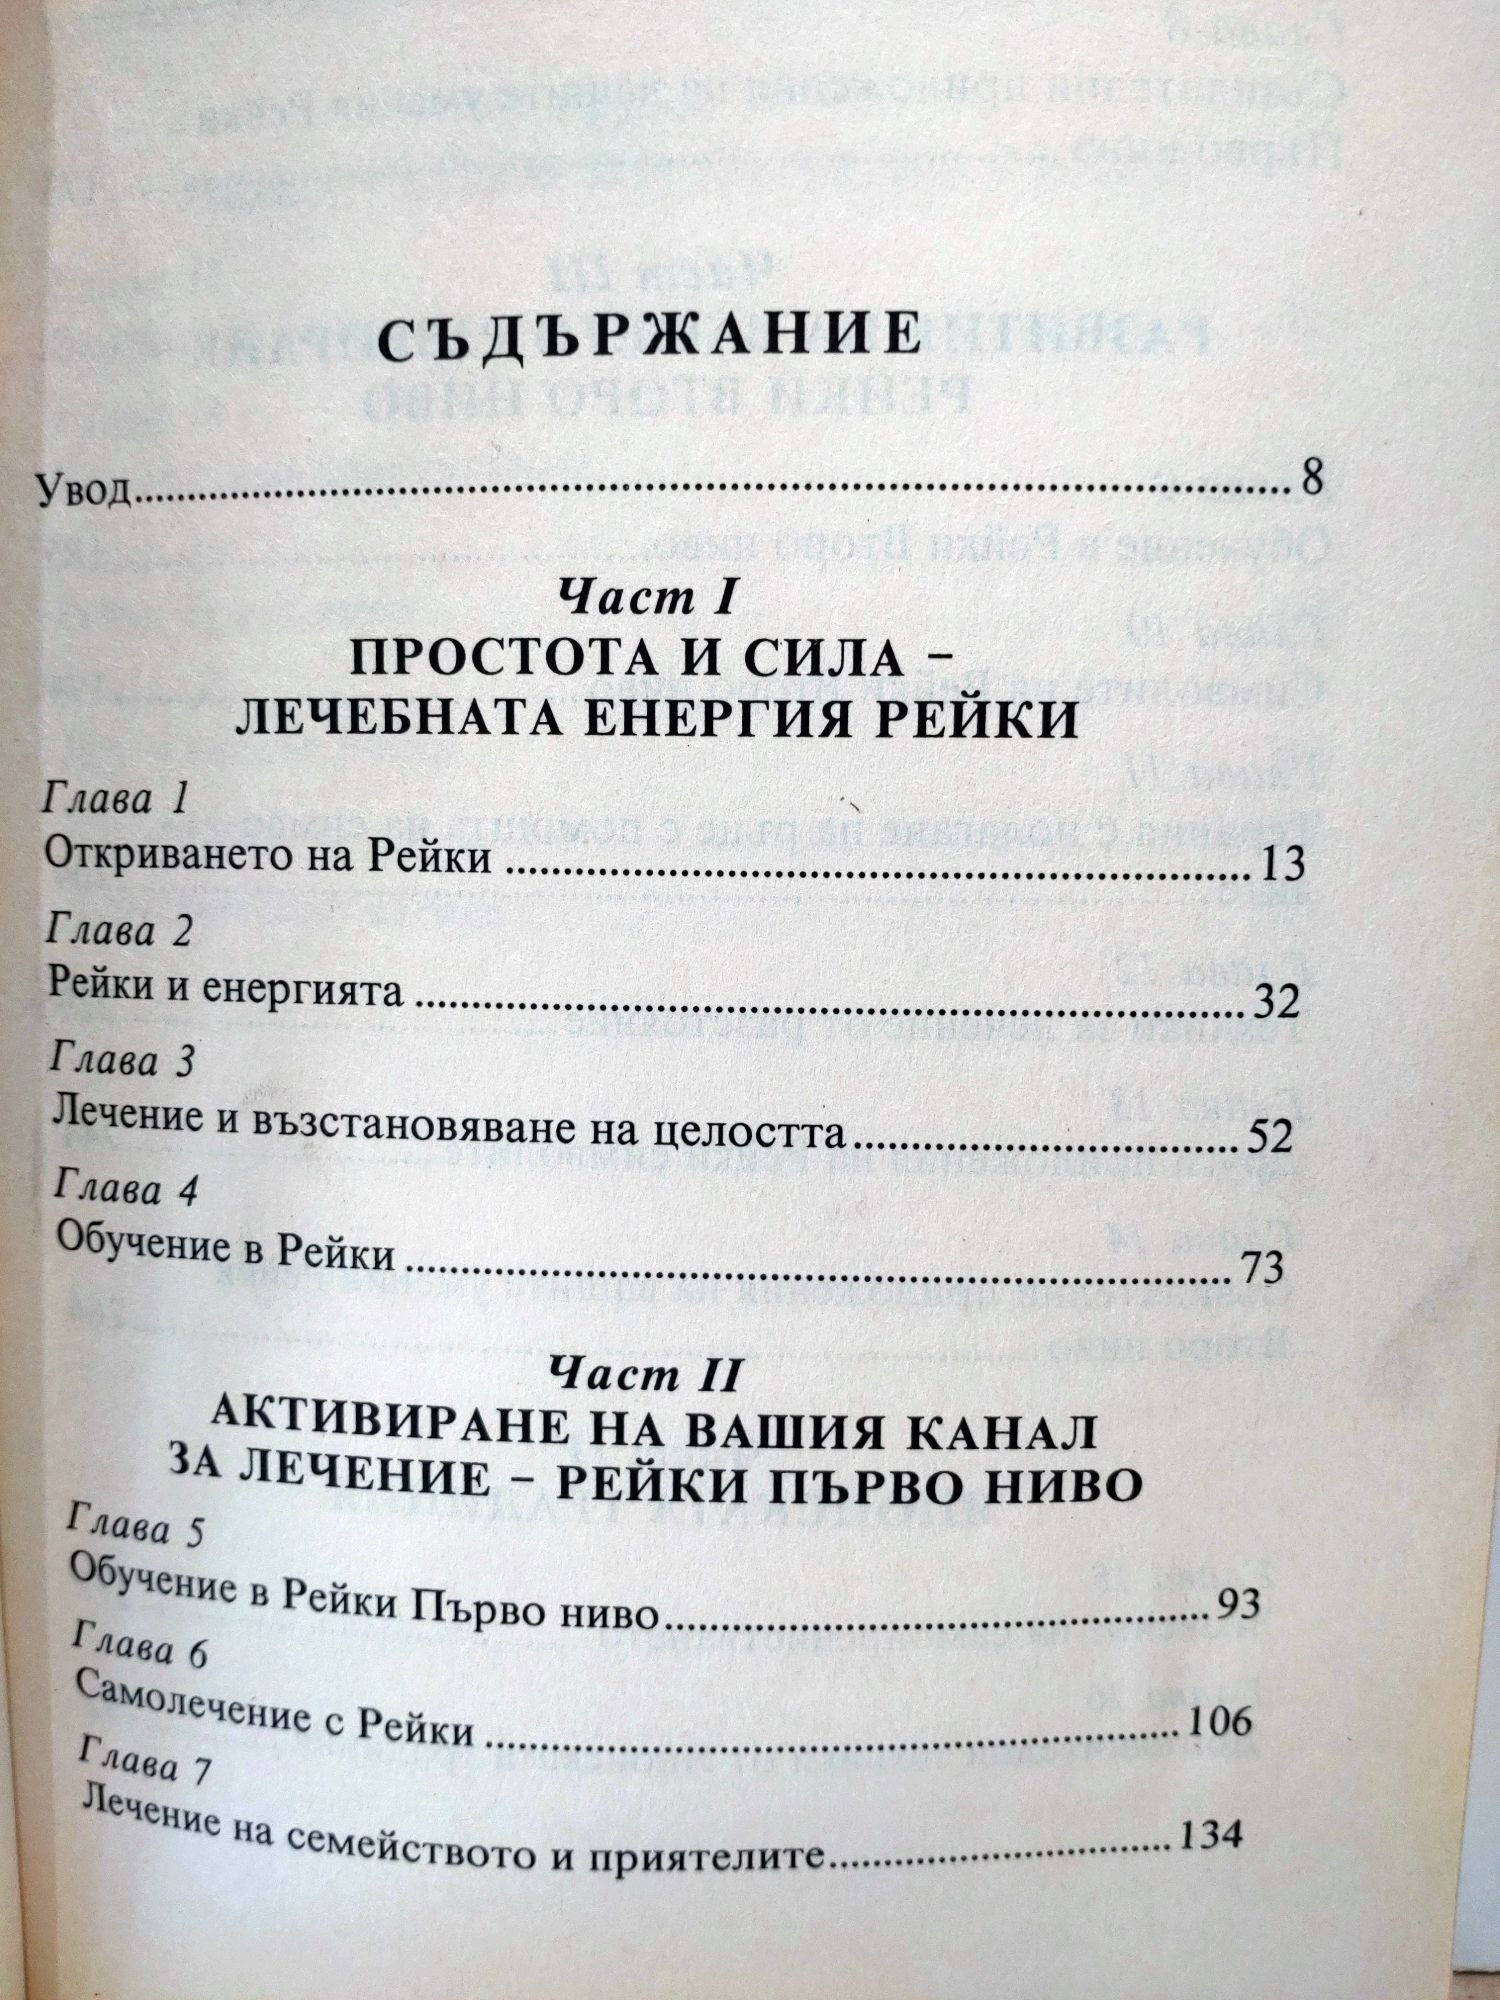 СЪДЪРЖАНИЕ
Увод.......................................................................................... 8
Част I
ПРОСТОТА И СИЛА –
ЛЕЧЕБНАТА ЕНЕРГИЯ РЕЙКИ
Глава 1
Откриването на Рейки ........................................................ 13
Глава 2
Рейки и енергията .............................................................. 32
Глава 3
Лечение и възстановяване на целостта............................. 52
Глава 4
Обучение в Рейки .............................................................. 73
Част II
АКТИВИРАНЕ НА ВАШИЯ КАНАЛ
ЗА ЛЕЧЕНИЕ – РЕЙКИ ПЪРВО НИВО
Глава 5
Обучение в Рейки Първо ниво......................................... 93
Глава 6
Самолечение с Рейки ...................................................... 106
Глава 7
Лечение на семейството и приятелите........................... 134